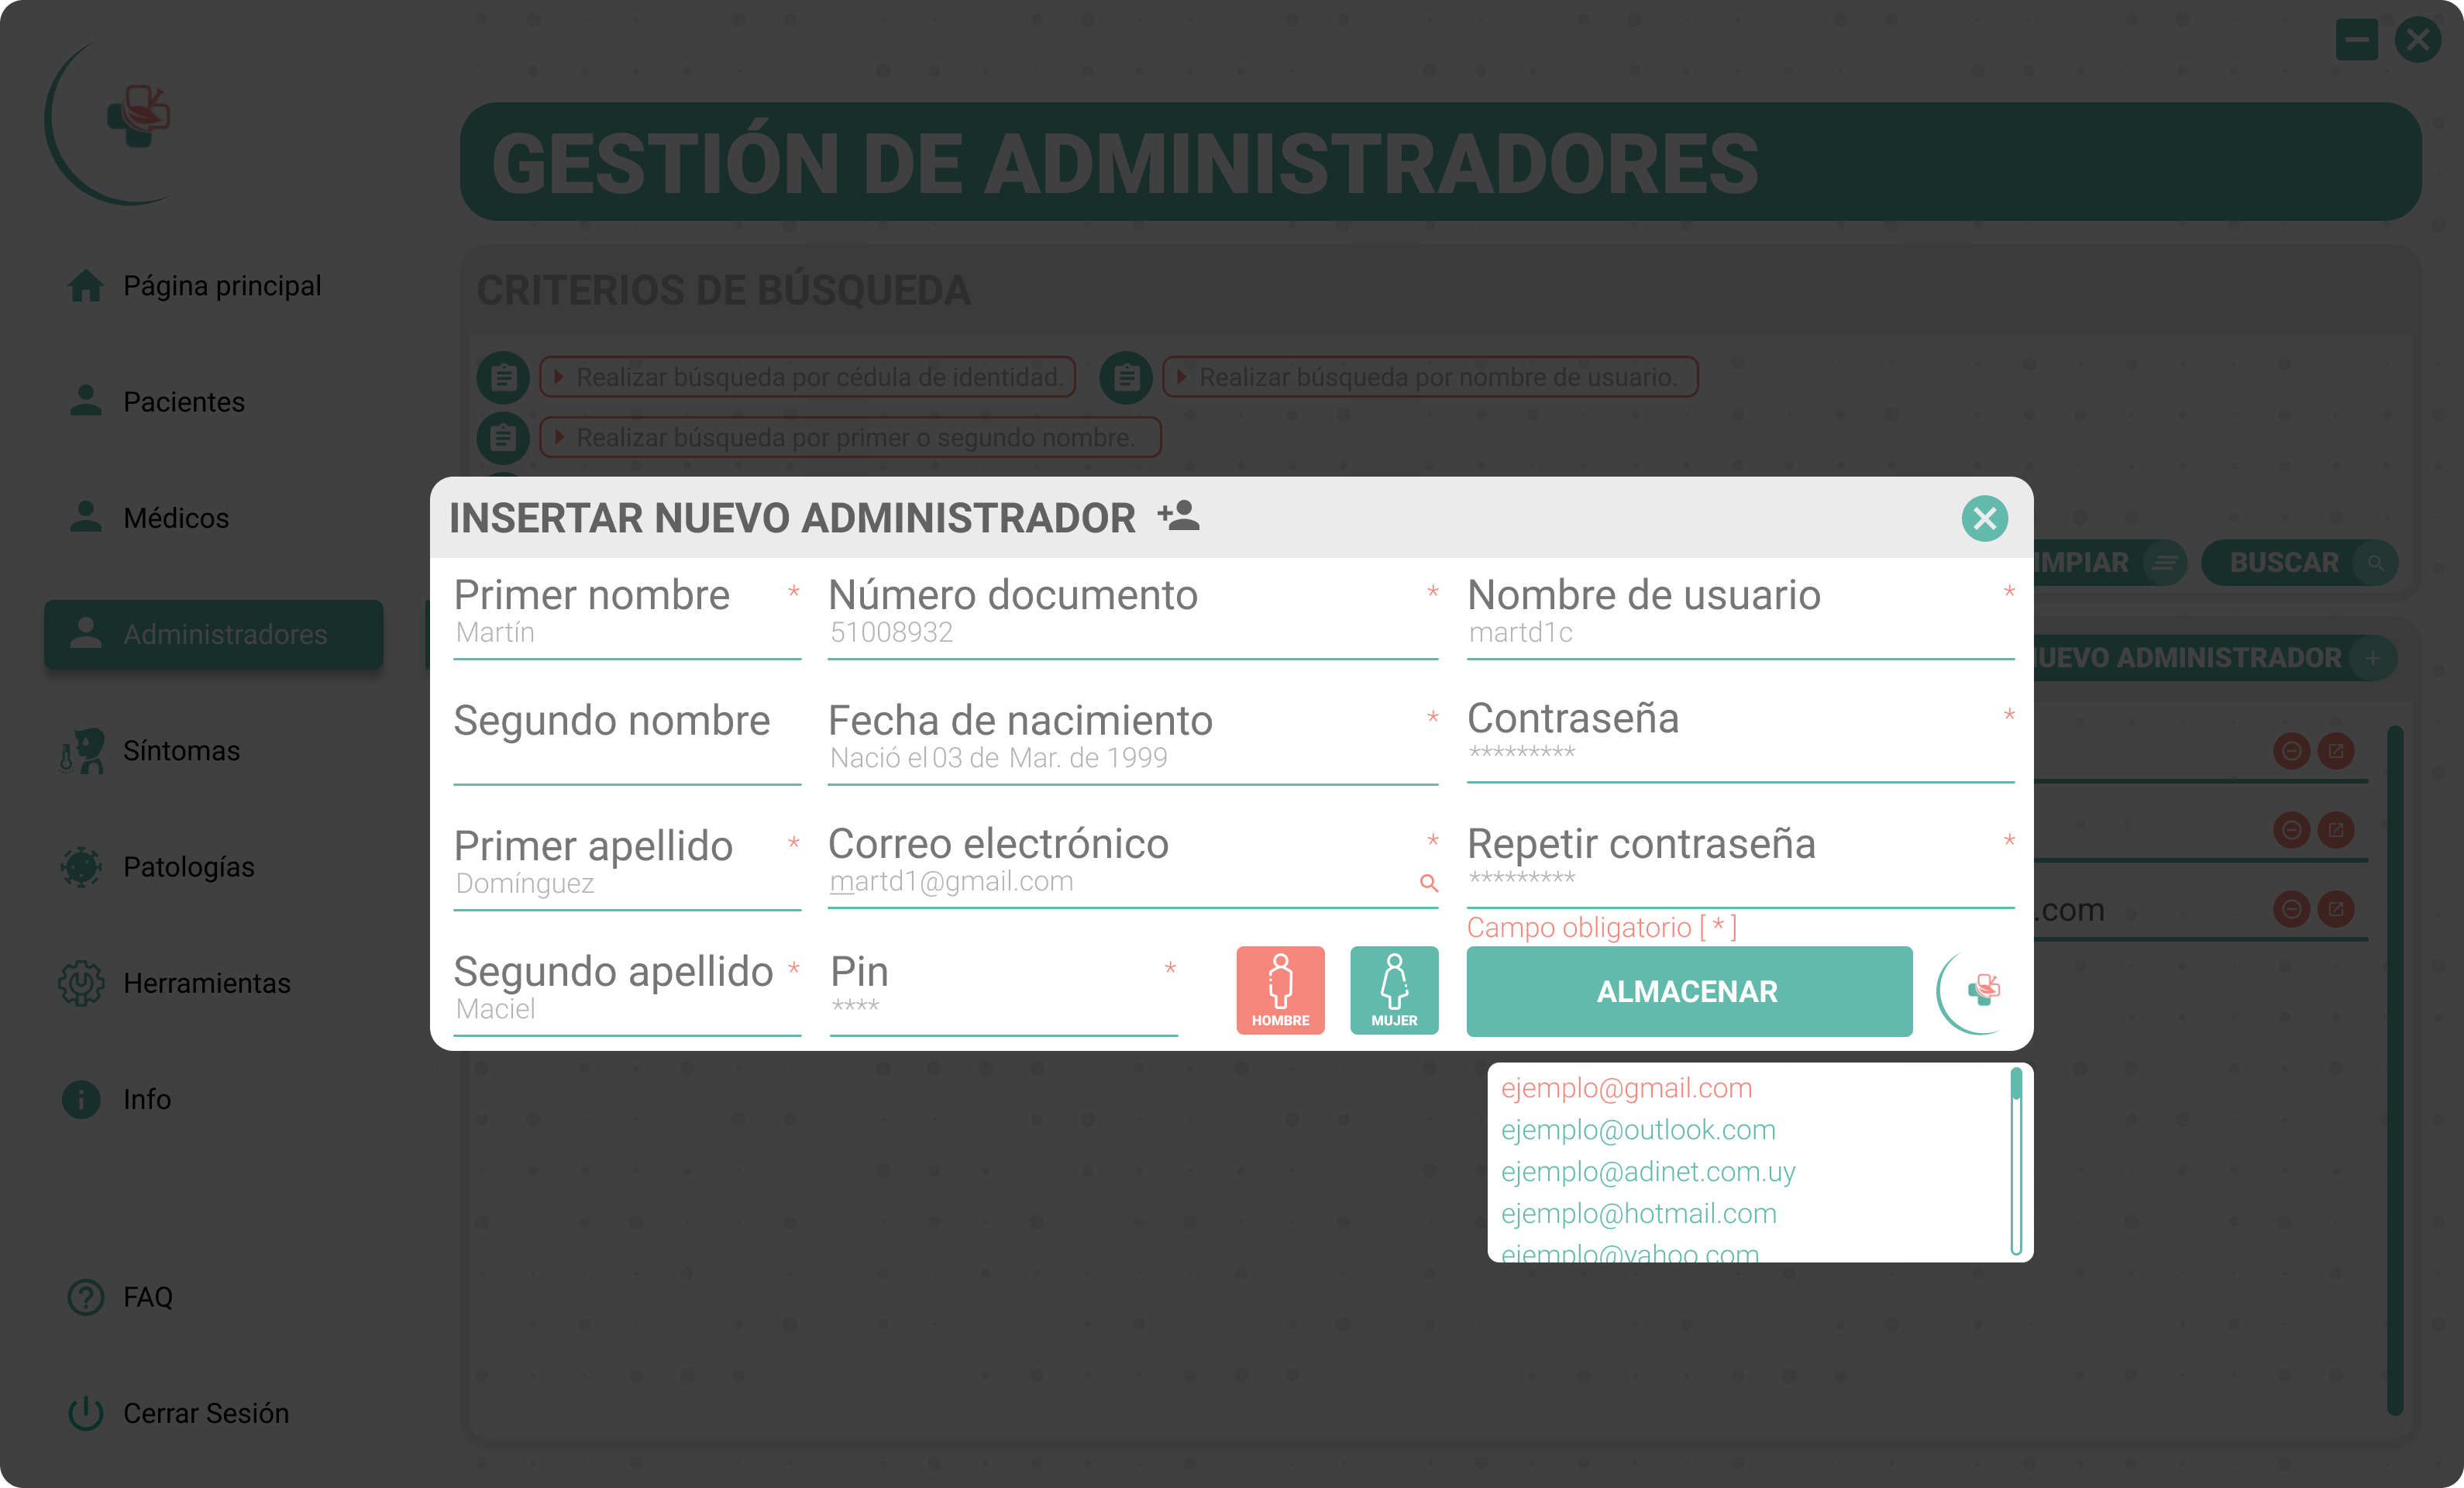 GESTIÓN DE ADMINISTRADORES
Página principal
Pacientes
Médicos
Administradores
Síntomas
Patologías
Herramientas
Info
FAQ
Cerrar Sesión
CRITERIOS DE BÚSQUEDA
Realizar búsqueda por cédula de identidad.
Realizar búsqueda por nombre de usuario.
Realizar búsqueda por primer o segundo nombre.
IMPIAR
BUSCAR
UEVO ADMINISTRADOR
.com
INSERTAR NUEVO ADMINISTRADOR
Primer nombre *
Martín
Segundo nombre
Primer apellido *
Domínguez
Segundo apellido *
Maciel
Número documento *
51008932
Fecha de nacimiento *
Nació el 03 de Mar. de 1999
Correo electrónico *
martd1@gmail.com
Pin *
****
HOMBRE
MUJER
Nombre de usuario *
martd1c
Contraseña *
*********
Repetir contraseña *
*********
Campo obligatorio [ * ]
ALMACENAR
ejemplo@gmail.com
ejemplo@outlook.com
ejemplo@adinet.com.uy
ejemplo@hotmail.com
ejemplo@yahoo.com